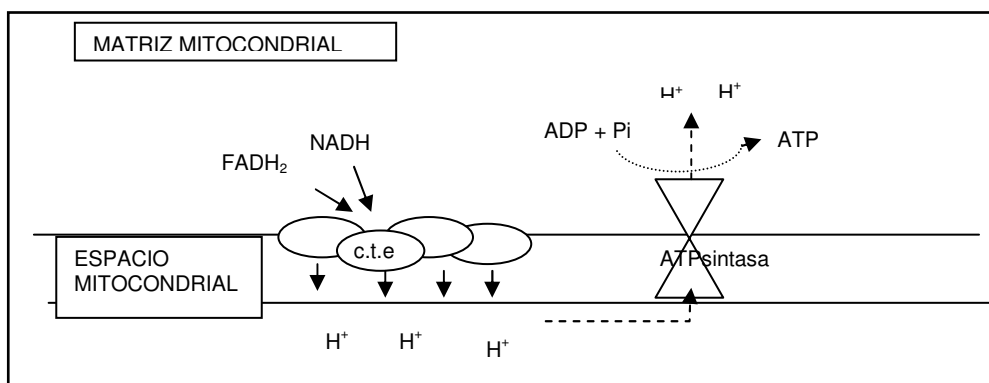 MATRIZ MITOCONDRIAL
H⁺ H⁺
ADP + Pi
ATP
NADH
FADH₂
c.t.e
ESPACIO
MITOCONDRIAL
ATPsintasa
H⁺ H⁺ H⁺